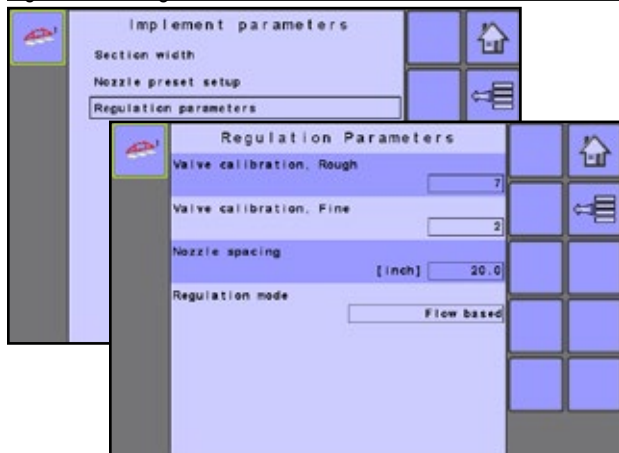 Implement parameters
Section width
Nozzle preset setup
Regulation parameters
Regulation Parameters
Valve calibration, Rough
7
Valve calibration, Fine
2
Nozzle spacing
[inch] 20.0
Regulation mode
Flow based